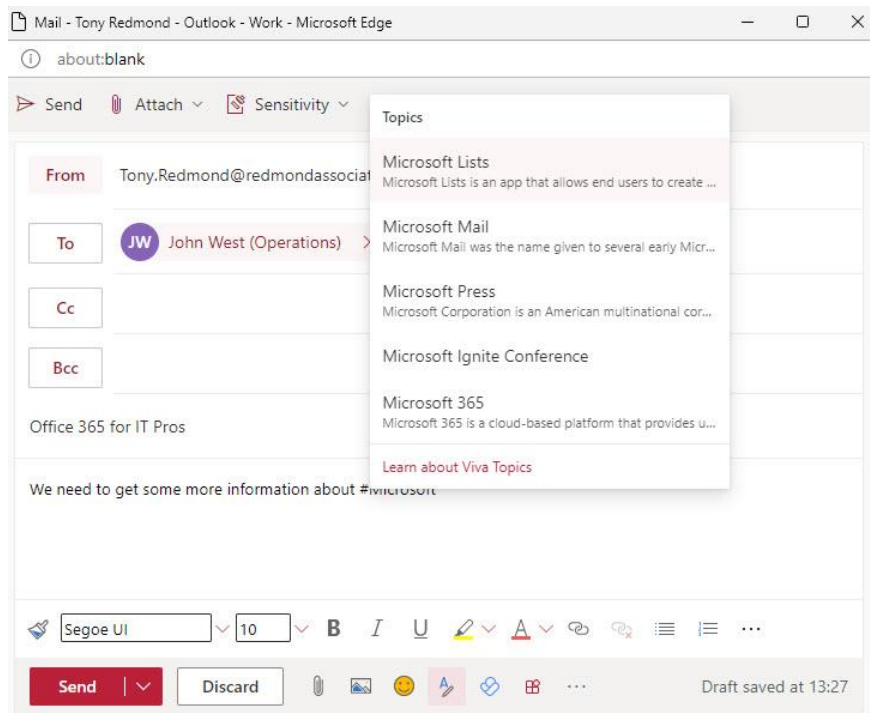 Mail - Tony Redmond - Outlook - Work - Microsoft Edge
about:blank
Send Attach Sensitivity
Topics
Microsoft Lists
Microsoft Lists is an app that allows end users to create ...
From Tony.Redmond@redmondassociat
Microsoft Mail
Microsoft Mail was the name given to several early Micr...
To JW John West (Operations)
Microsoft Press
Microsoft Corporation is an American multinational cor...
Cc
Microsoft Ignite Conference
Bcc
Microsoft 365
Microsoft 365 is a cloud-based platform that provides u...
Office 365 for IT Pros
Learn about Viva Topics
We need to get some more information about #Microsoft
Segoe UI 10 B I U A
Send Discard Draft saved at 13:27